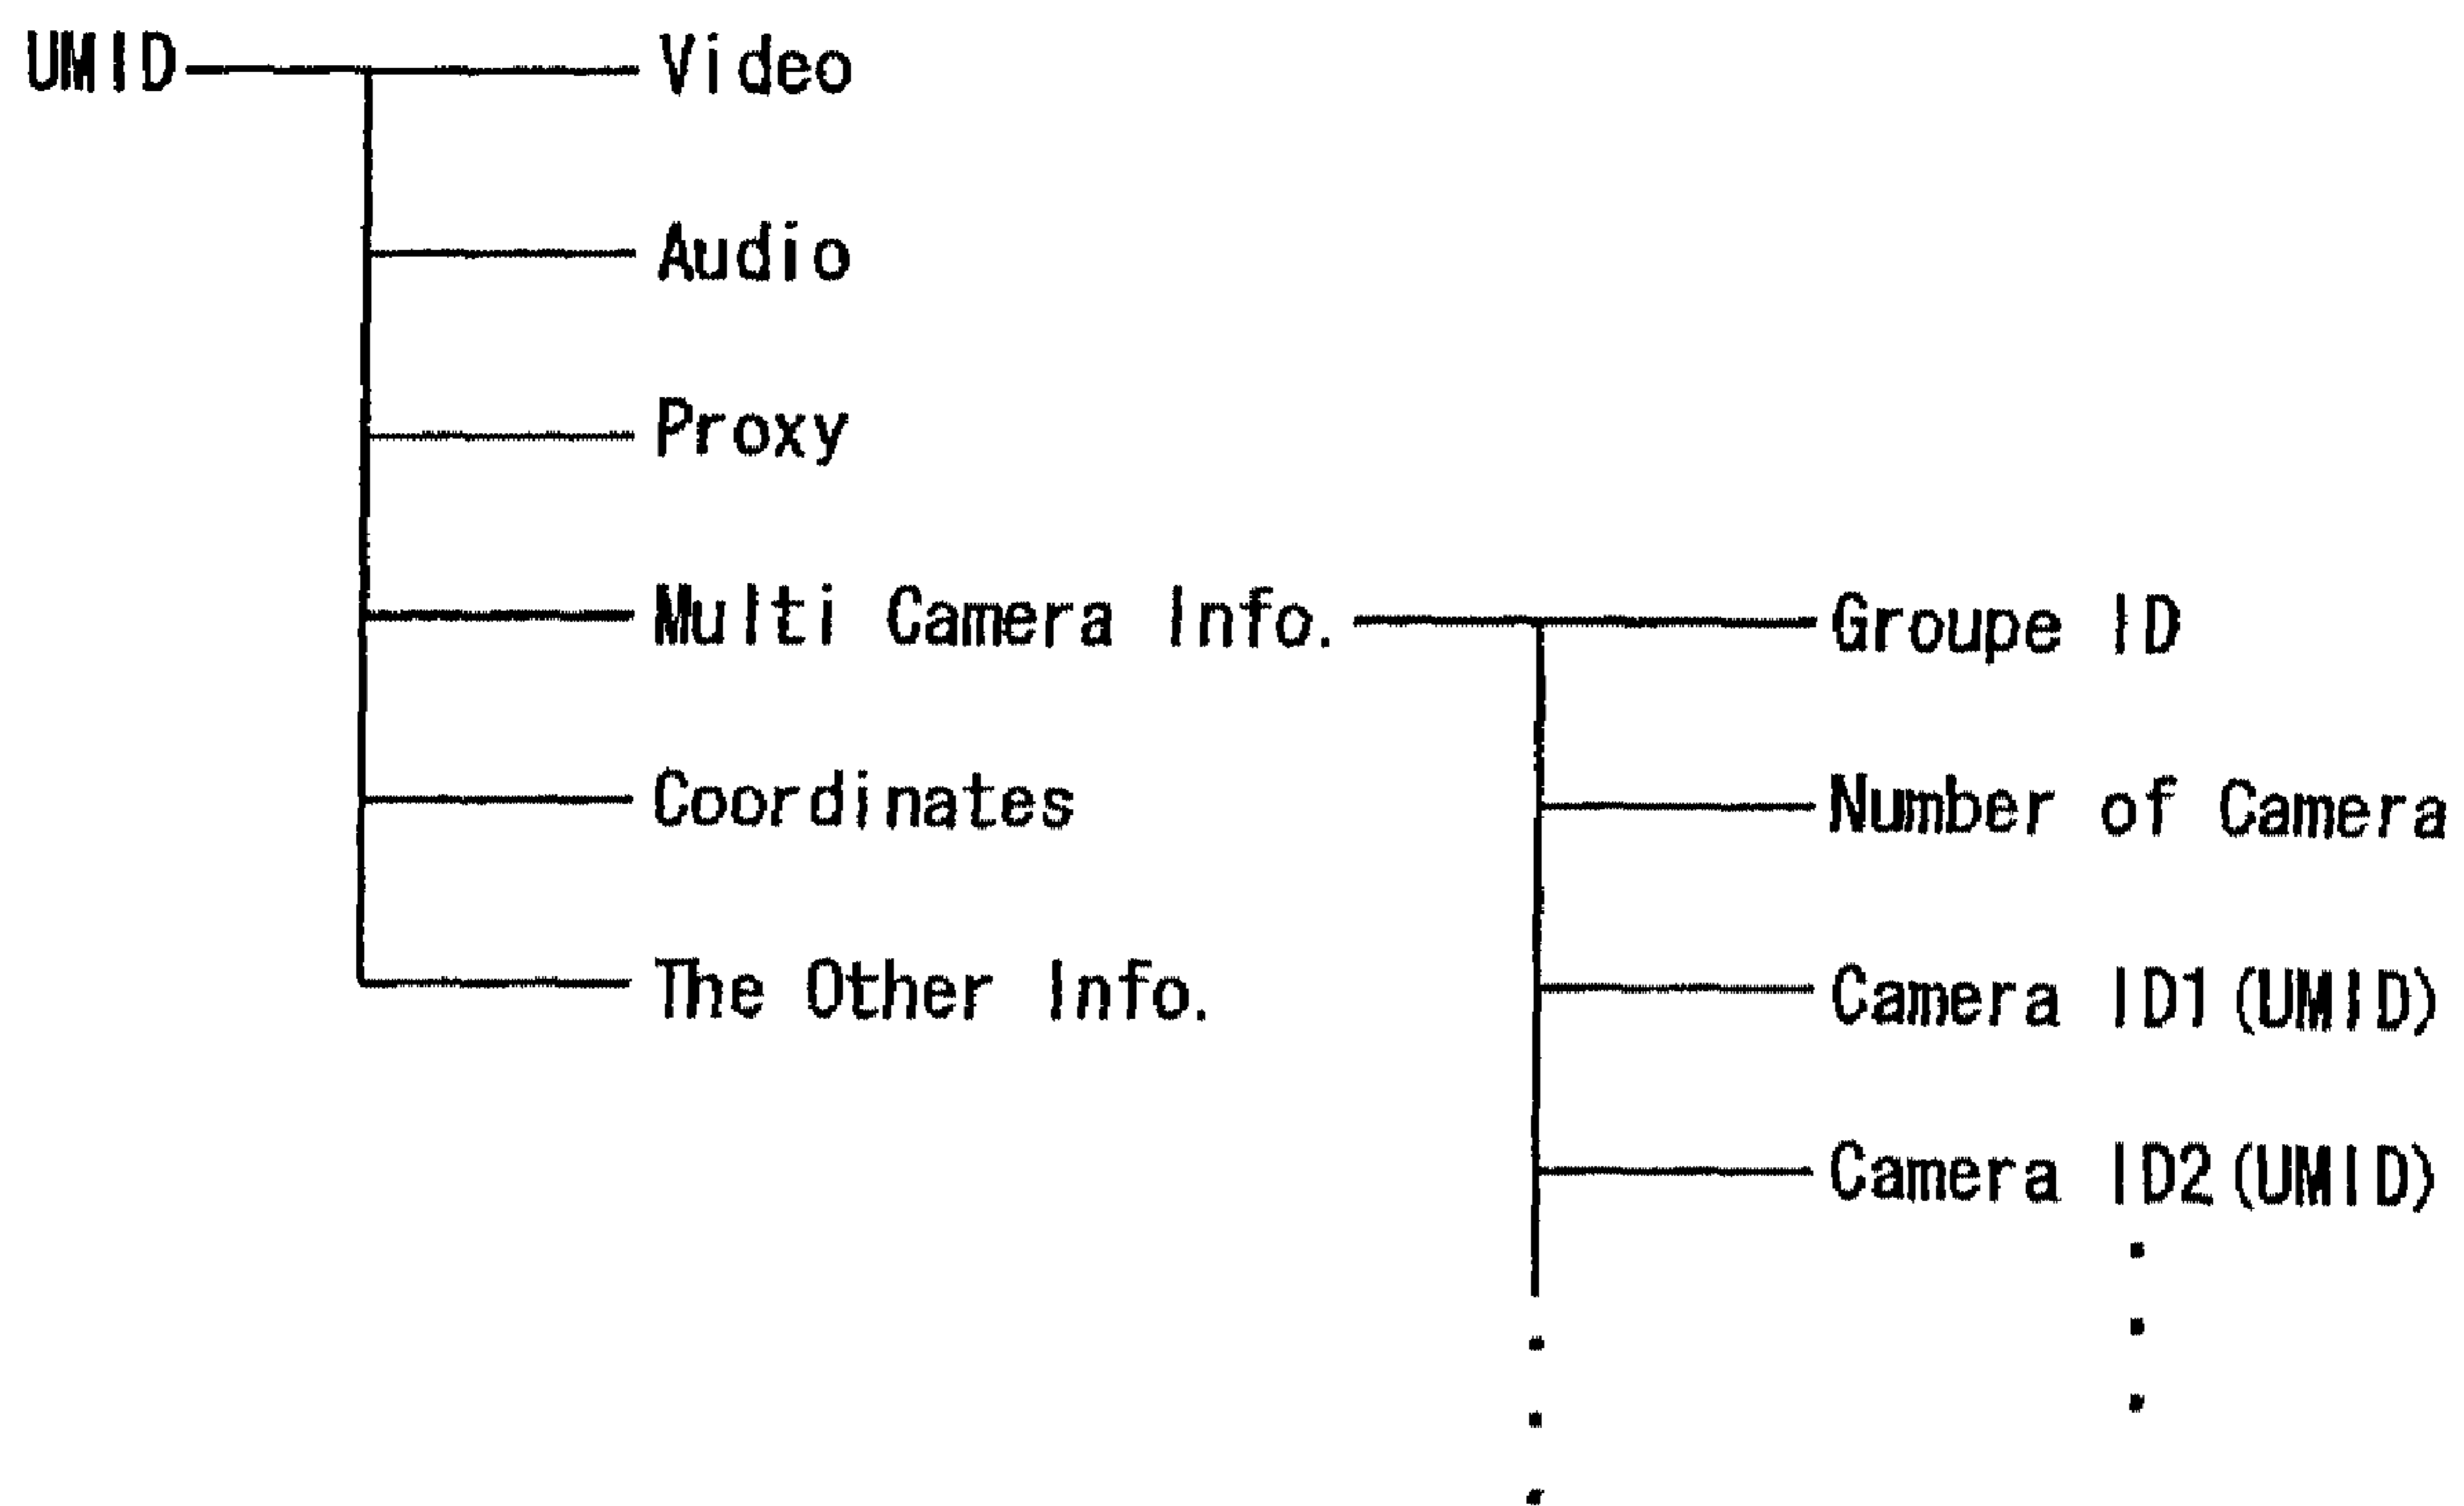 UMID
Video
Audio
Proxy
Multi Camera Info.
Groupe ID
Coordinates
Number of Camera
The Other Info.
Camera ID1(UMID)
Camera ID2(UMID)